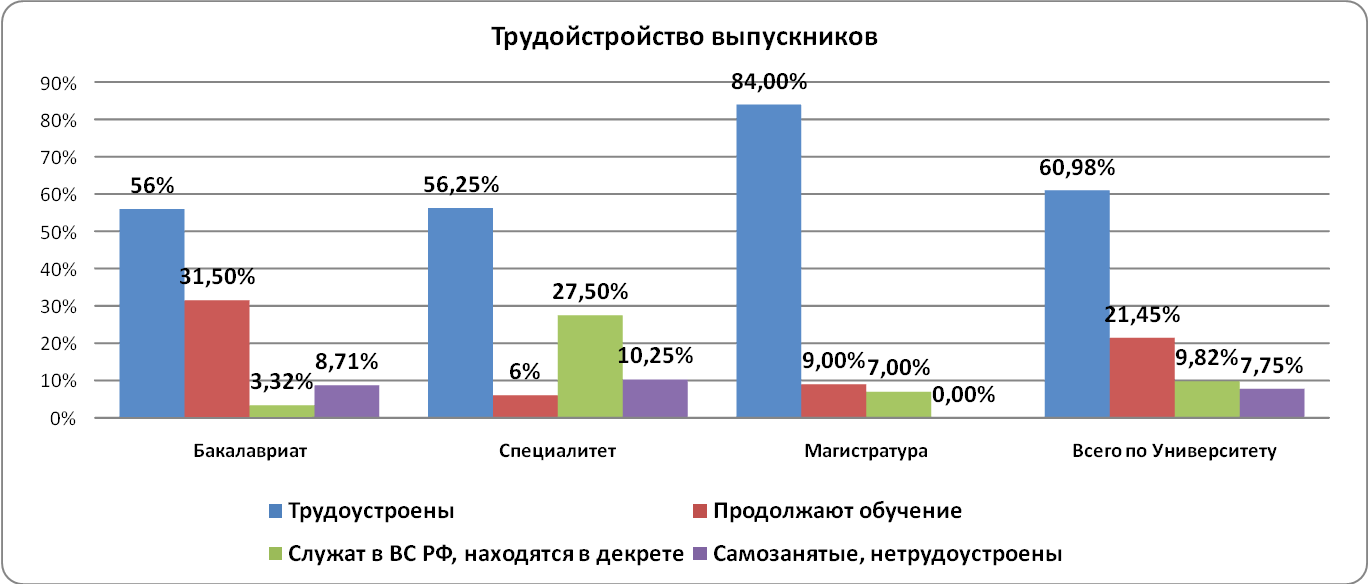 Трудойстройство выпускников
90%
80%
70%
60%
50%
40%
30%
20%
10%
0%
56%
31,50%
3,32%
8,71%
56,25%
6%
27,50%
10,25%
84,00%
9,00%
7,00%
0,00%
60,98%
21,45%
9,82%
7,75%
Бакалавриат
Специалитет
Магистратура
Всего по Университету
Трудоустроены
Продолжают обучение
Служат в ВС РФ, находятся в декрете
Самозанятые, нетрудоустроены